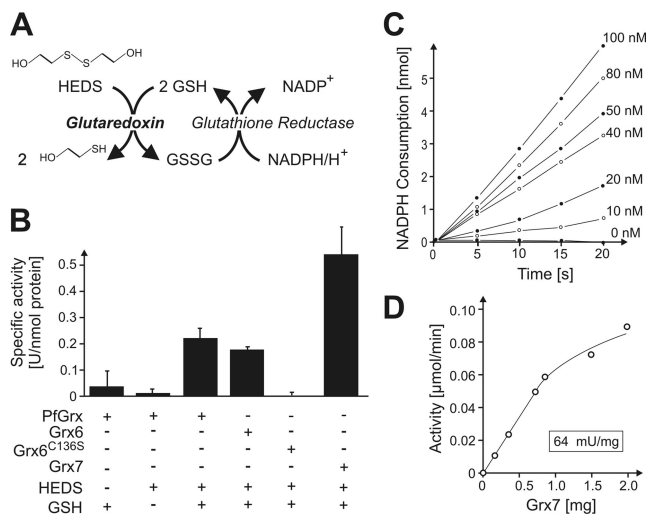 A
HO S S OH
HEDS 2 GSH NADP+
Glutaredoxin Glutathione Reductase
2 HO SH GSSG NADPH/H+
B
Specific activity
[U/nmol protein]
0.5
0.4
0.3
0.2
0.1
0
PfGrx + + + - - -
Grx6 - - - + - -
Grx6C136S - - - - + -
Grx7 - - - - - +
HEDS - + + + + +
GSH + - + + + +
C
NADPH Consumption [nmol]
6
5
4
3
2
1
0
0 5 10 15 20
Time [s]
100 nM
80 nM
50 nM
40 nM
20 nM
10 nM
0 nM
D
Activity [µmol/min]
0.10
0.08
0.06
0.04
0.02
0
0 0.5 1.0 1.5 2.0
Grx7 [mg]
64 mU/mg